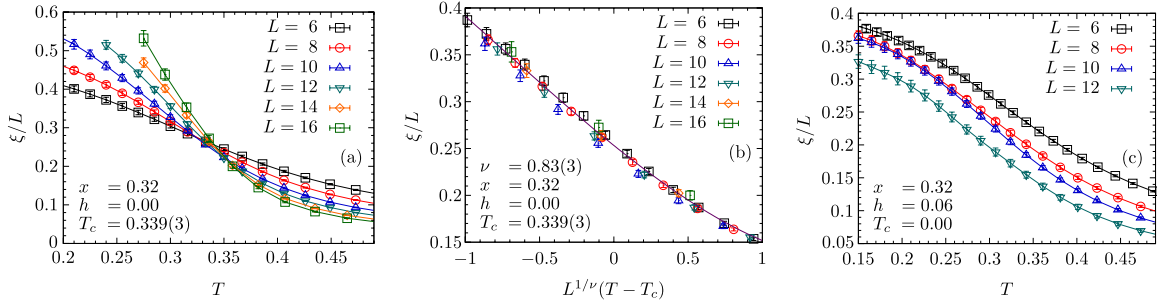 0.6
0.5
0.4
0.3
0.2
0.1
0
0.2 0.25 0.3 0.35 0.4 0.45
ξ/L
T
L = 6
L = 8
L = 10
L = 12
L = 14
L = 16
(a)
x = 0.32
h = 0.00
T_c = 0.339(3)
0.4
0.35
0.3
0.25
0.2
0.15
−1 −0.5 0 0.5 1
ξ/L
L^{1/ν}(T − T_c)
L = 6
L = 8
L = 10
L = 12
L = 14
L = 16
(b)
ν = 0.83(3)
x = 0.32
h = 0.00
T_c = 0.339(3)
0.4
0.35
0.3
0.25
0.2
0.15
0.1
0.05
0.15 0.2 0.25 0.3 0.35 0.4 0.45
ξ/L
T
L = 6
L = 8
L = 10
L = 12
(c)
x = 0.32
h = 0.06
T_c = 0.00